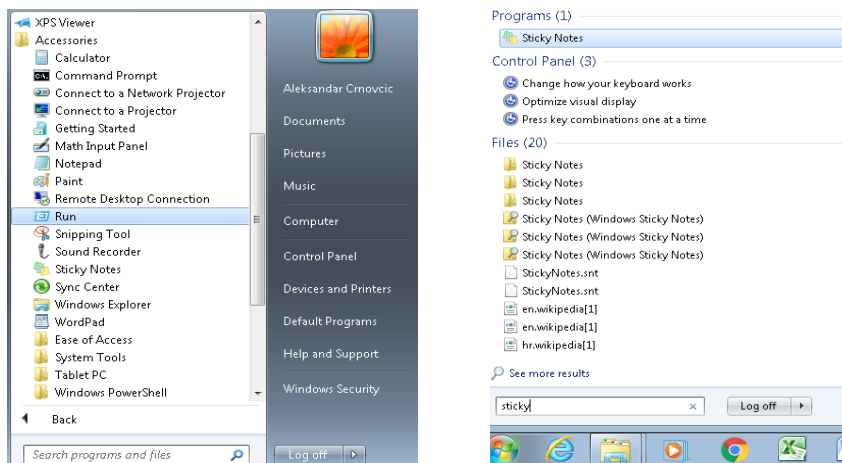 XPS Viewer
Accessories
Calculator
Command Prompt
Connect to a Network Projector
Connect to a Projector
Getting Started
Math Input Panel
Notepad
Paint
Remote Desktop Connection
Run
Snipping Tool
Sound Recorder
Sticky Notes
Sync Center
Windows Explorer
WordPad
Ease of Access
System Tools
Tablet PC
Windows PowerShell
Back
Search programs and files
Aleksandar Crnovcic
Documents
Pictures
Music
Computer
Control Panel
Devices and Printers
Default Programs
Help and Support
Windows Security
Log off
Programs (1)
Sticky Notes
Control Panel (3)
Change how your keyboard works
Optimize visual display
Press key combinations one at a time
Files (20)
Sticky Notes
Sticky Notes
Sticky Notes
Sticky Notes (Windows Sticky Notes)
Sticky Notes (Windows Sticky Notes)
Sticky Notes (Windows Sticky Notes)
StickyNotes.snt
StickyNotes.snt
en.wikipedia[1]
en.wikipedia[1]
hr.wikipedia[1]
See more results
sticky
Log off